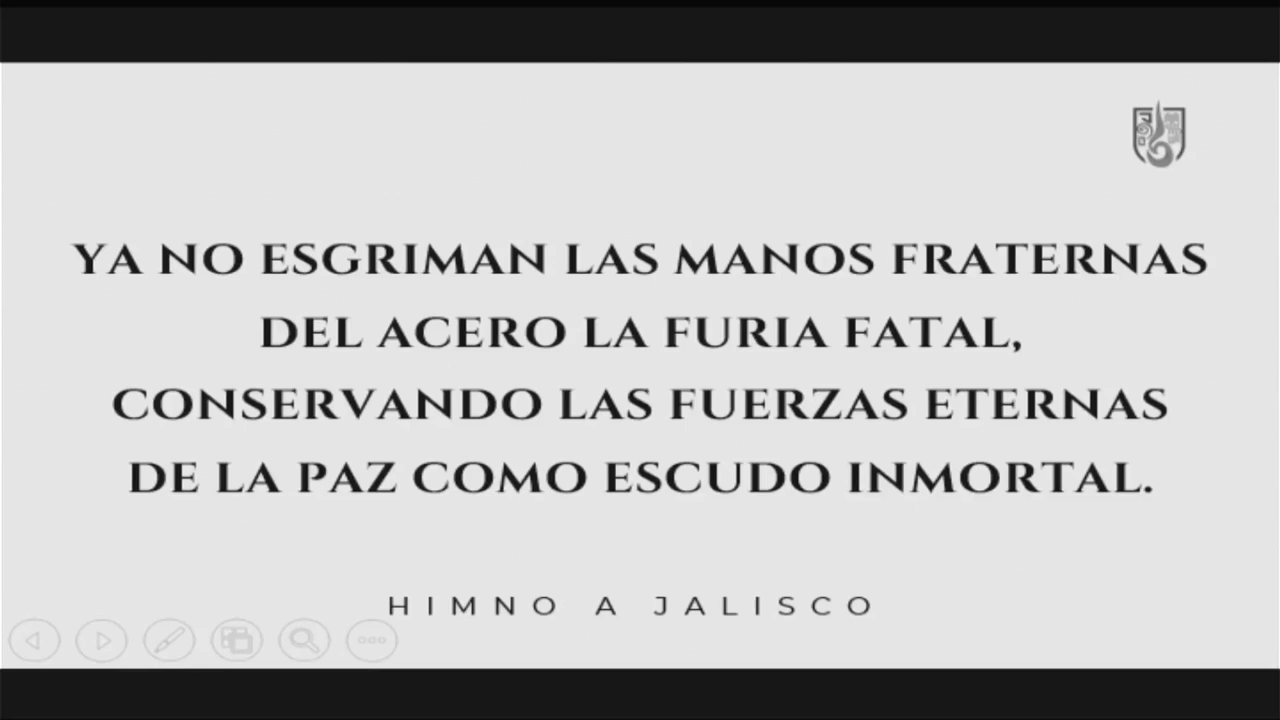 YA NO ESGRIMAN LAS MANOS FRATERNAS
DEL ACERO LA FURIA FATAL,
CONSERVANDO LAS FUERZAS ETERNAS
DE LA PAZ COMO ESCUDO INMORTAL.
HIMNO A JALISCO